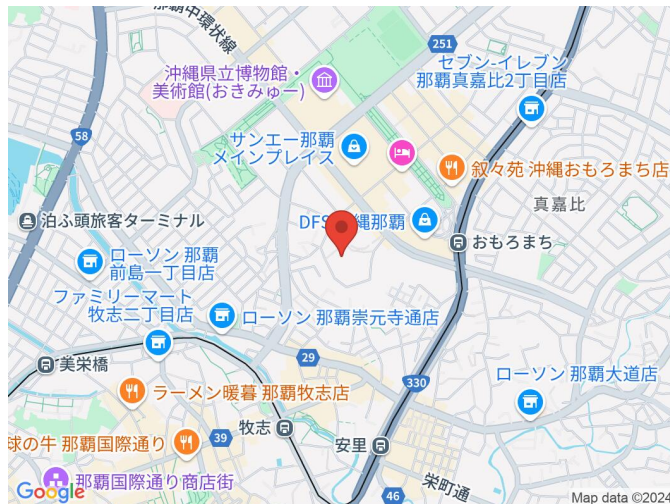 那覇中環状線
251
セブン-イレブン
那覇真嘉比2丁目店
沖縄県立博物館・
美術館(おきみゅー)
58
サンエー那覇
メインプレイス
叙々苑 沖縄おもろまち店
真嘉比
泊ふ頭旅客ターミナル
DFS
縄那覇
おもろまち
ローソン 那覇
前島一丁目店
ファミリーマート
牧志二丁目店
ローソン 那覇崇元寺通店
29
美栄橋
330
ローソン 那覇大道店
ラーメン暖暮 那覇牧志店
牧志
39
球の牛 那覇国際通り
安里
那覇国際通り商店街
栄町通
46
Google
Map data ©2024